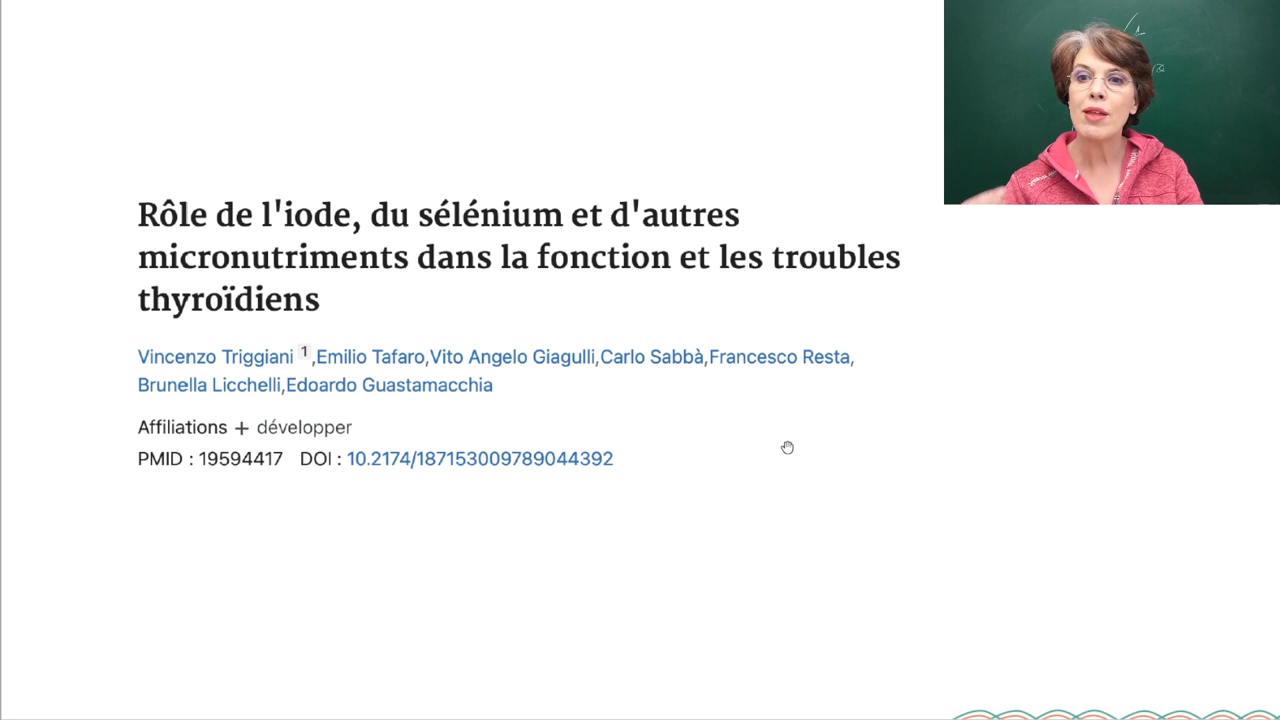 Rôle de l'iode, du sélénium et d'autres
micronutriments dans la fonction et les troubles
thyroïdiens
Vincenzo Triggiani 1 ,Emilio Tafaro,Vito Angelo Giagulli,Carlo Sabbà,Francesco Resta,
Brunella Licchelli,Edoardo Guastamacchia
Affiliations + développer
PMID : 19594417 DOI : 10.2174/187153009789044392